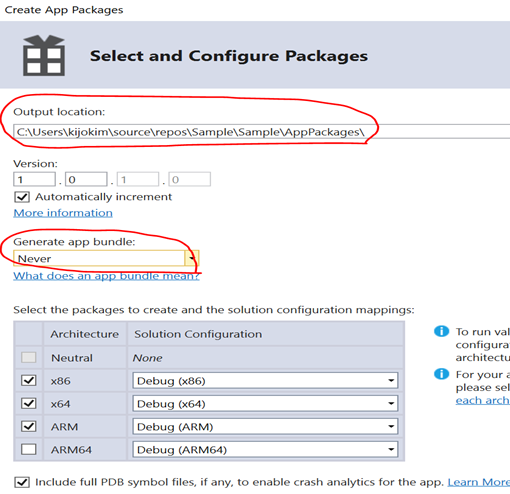 Create App Packages
Select and Configure Packages
Output location:
C:\Users\kijokim\source\repos\Sample\Sample\AppPackages\
Version:
1 . 0 . 1 . 0
Automatically increment
More information
Generate app bundle:
Never
What does an app bundle mean?
Select the packages to create and the solution configuration mappings:
Architecture Solution Configuration
Neutral None
x86 Debug (x86)
x64 Debug (x64)
ARM Debug (ARM)
ARM64 Debug (ARM64)
To run val
configura
architectu
For your a
please sel
each arch
Include full PDB symbol files, if any, to enable crash analytics for the app. Learn More